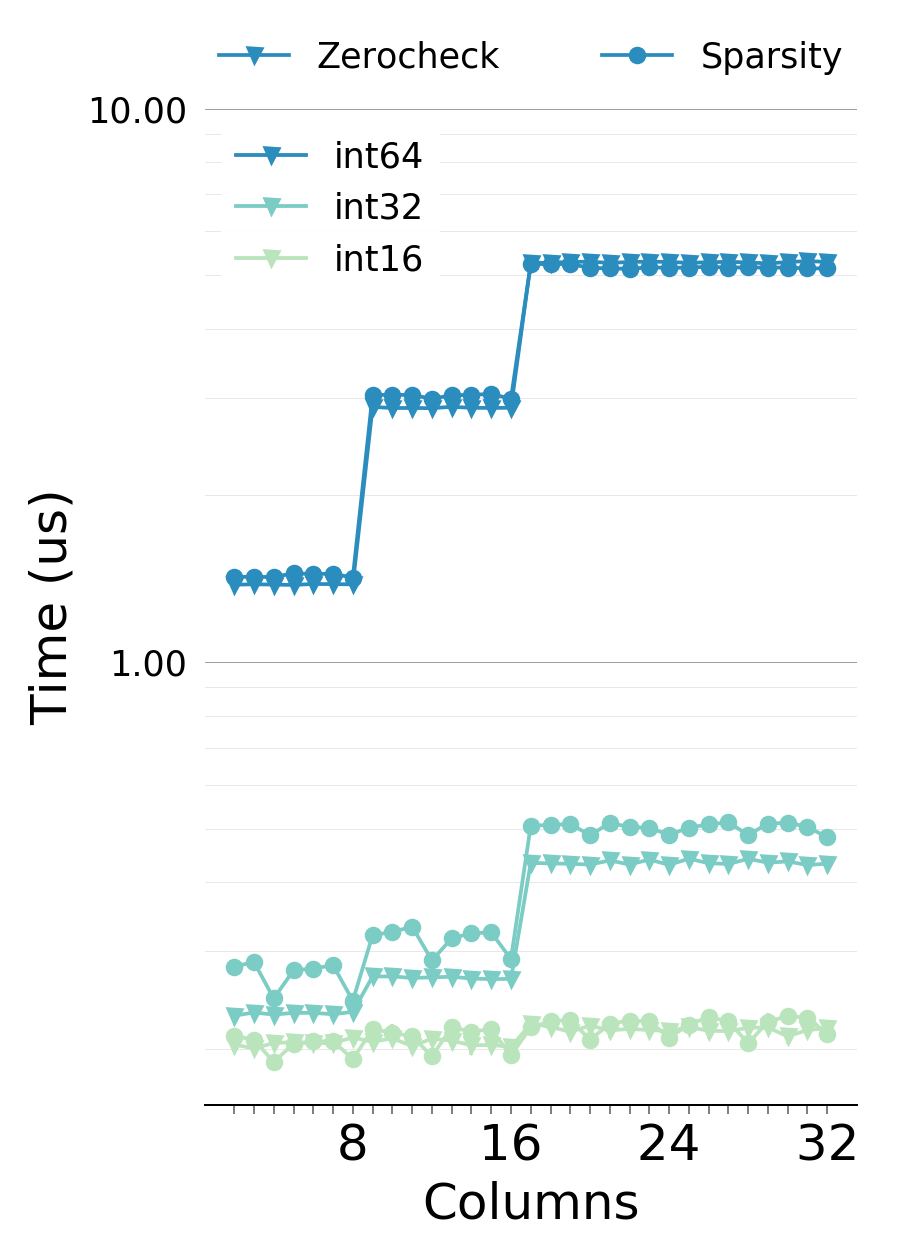 Zerocheck Sparsity
10.00
int64
int32
int16
Time (us)
1.00
8 16 24 32
Columns